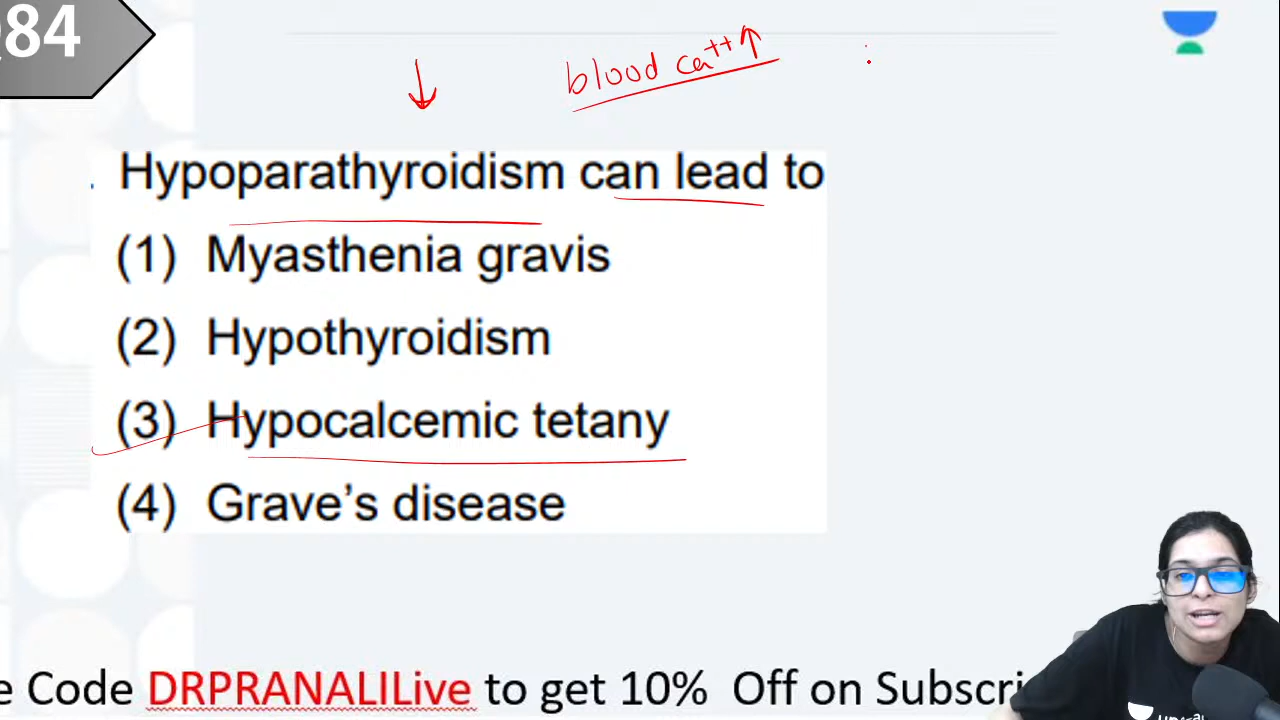 84
blood ca++ ↑
↓
Hypoparathyroidism can lead to
(1) Myasthenia gravis
(2) Hypothyroidism
(3) Hypocalcemic tetany
(4) Grave's disease
e Code DRPRANALILive to get 10% Off on Subscri